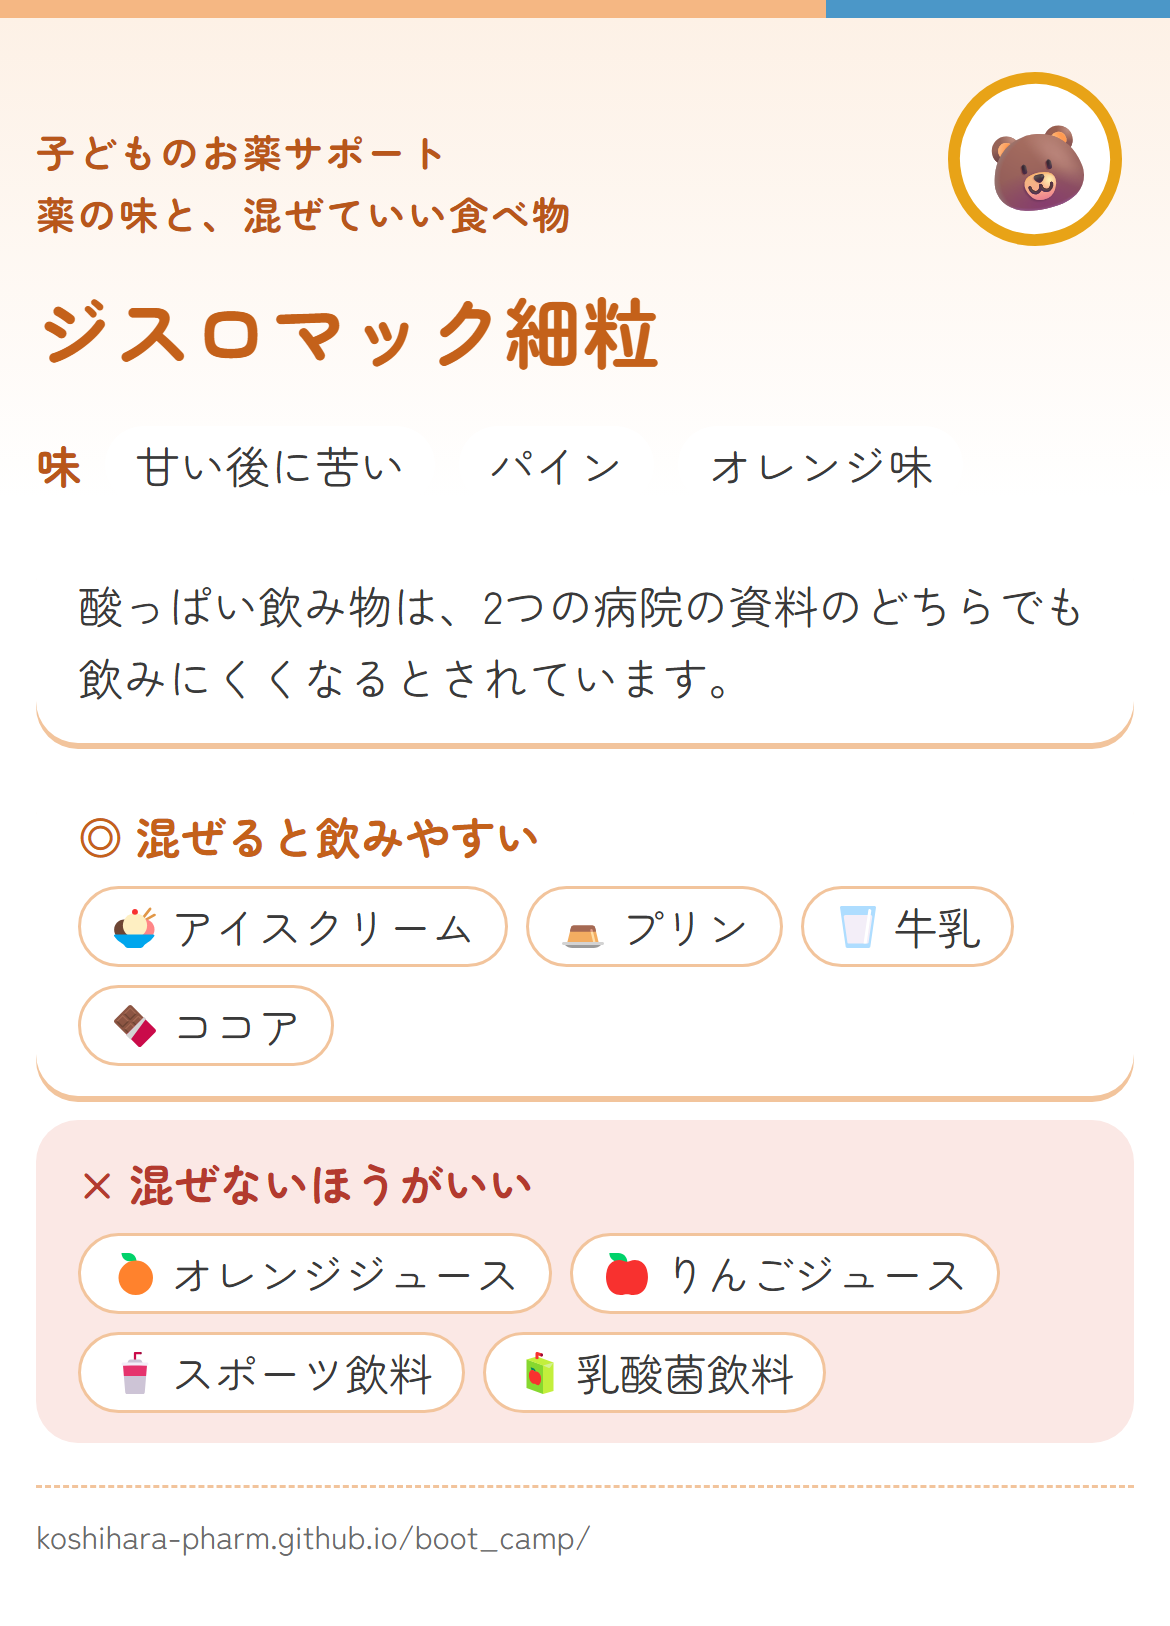 子どものお薬サポート
薬の味と、混ぜていい食べ物
ジスロマック細粒
味 甘い後に苦い パイン オレンジ味
酸っぱい飲み物は、2つの病院の資料のどちらでも
飲みにくくなるとされています。
◎ 混ぜると飲みやすい
アイスクリーム プリン 牛乳
ココア
× 混ぜないほうがいい
オレンジジュース りんごジュース
スポーツ飲料 乳酸菌飲料
koshihara-pharm.github.io/boot_camp/